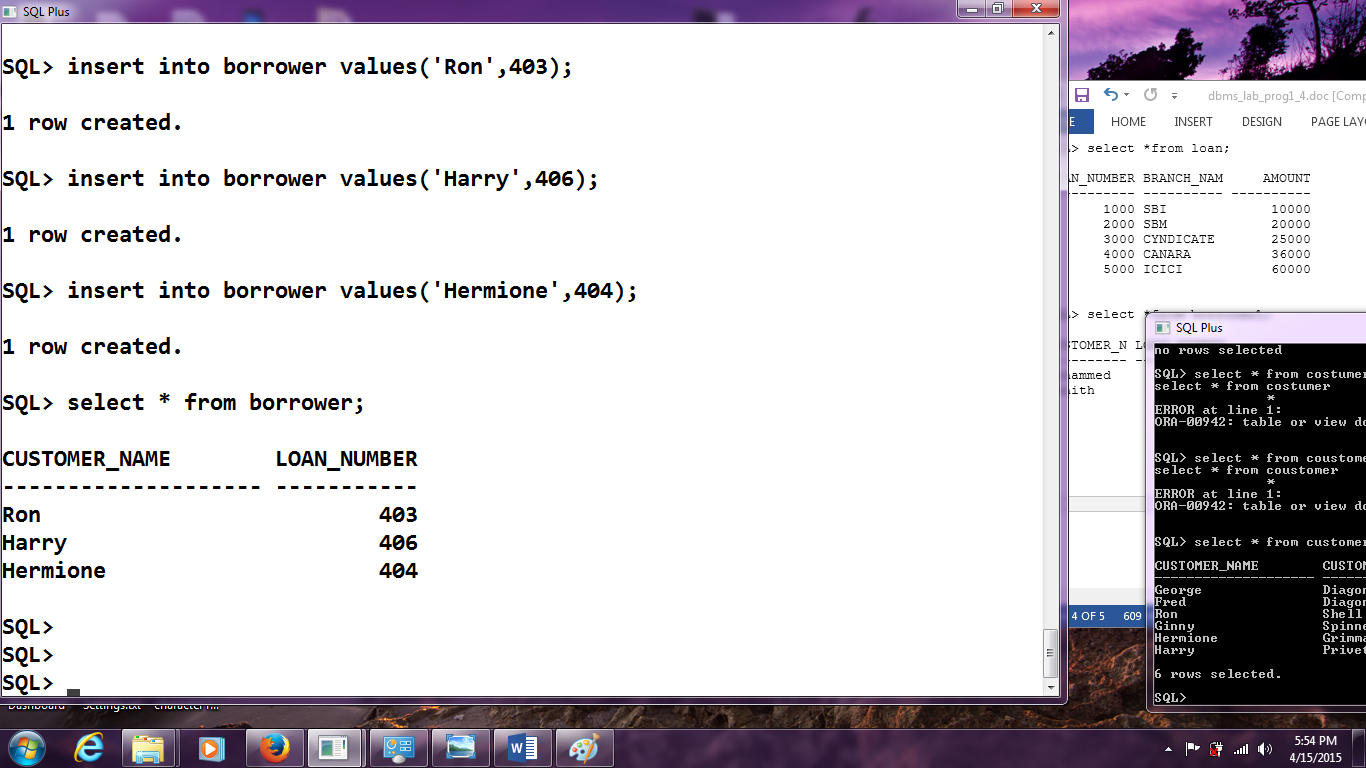 SQL Plus
SQL> insert into borrower values('Ron',403);
1 row created.
SQL> insert into borrower values('Harry',406);
1 row created.
SQL> insert into borrower values('Hermione',404);
1 row created.
SQL> select * from borrower;
CUSTOMER_NAME LOAN_NUMBER
-------------------- -----------
Ron 403
Harry 406
Hermione 404
SQL>
SQL>
SQL>
dbms_lab_prog1_4.doc [Comp
E HOME INSERT DESIGN PAGE LAY
> select *from loan;
AN_NUMBER BRANCH_NAM AMOUNT
--------- ---------- ----------
1000 SBI 10000
2000 SBM 20000
3000 CYNDICATE 25000
4000 CANARA 36000
5000 ICICI 60000
> select *
TOMER_N L
ammed
ith
4 OF 5 609
SQL Plus
no rows selected
SQL> select * from costumer
select * from costumer
*
ERROR at line 1:
ORA-00942: table or view do
SQL> select * from coustome
select * from coustomer
*
ERROR at line 1:
ORA-00942: table or view do
SQL> select * from customer
CUSTOMER_NAME CUSTOM
George Diagon
Fred Diagon
Ron Shell
Ginny Spinne
Hermione Grimma
Harry Privet
6 rows selected.
SQL>
Dashboard Settings.txt
5:54 PM
4/15/2015